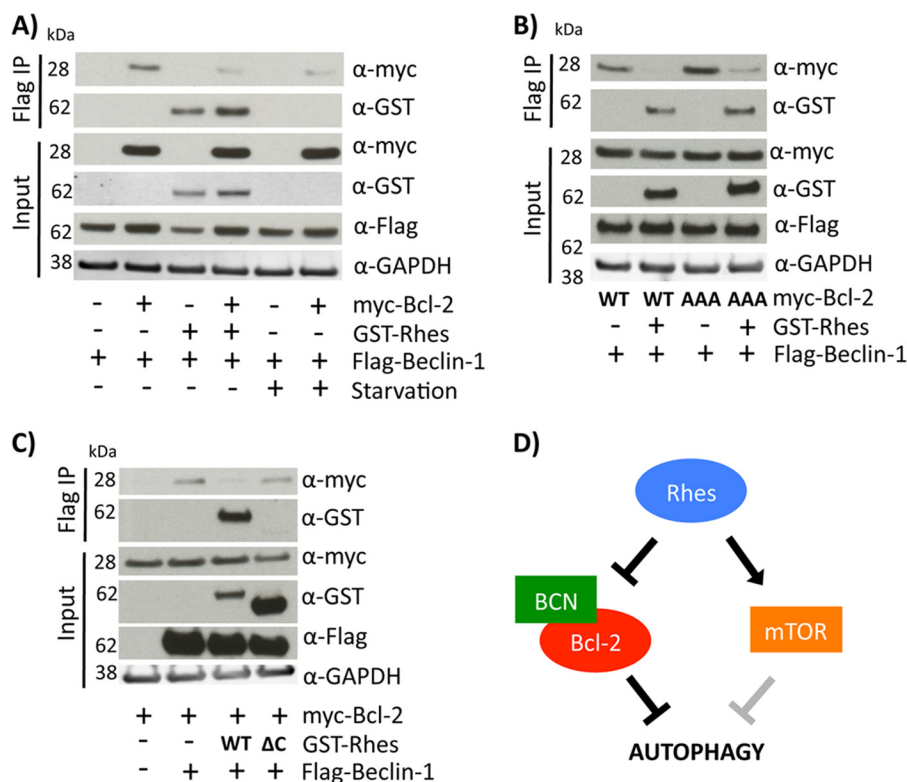 A)
kDa
Flag IP
28 α-myc
62 α-GST
Input
28 α-myc
62 α-GST
62 α-Flag
38 α-GAPDH
- + - + - + myc-Bcl-2
- - + + - - GST-Rhes
+ + + + + + Flag-Beclin-1
- - - - + + Starvation
B)
kDa
Flag IP
28 α-myc
62 α-GST
Input
28 α-myc
62 α-GST
62 α-Flag
62
38 α-GAPDH
WT WT AAA AAA myc-Bcl-2
- + - + GST-Rhes
+ + + + Flag-Beclin-1
C)
kDa
Flag IP
28 α-myc
62 α-GST
Input
28 α-myc
62 α-GST
62 α-Flag
38 α-GAPDH
+ + + + myc-Bcl-2
- - WT ΔC GST-Rhes
- + + + Flag-Beclin-1
D)
Rhes
BCN
Bcl-2
mTOR
AUTOPHAGY